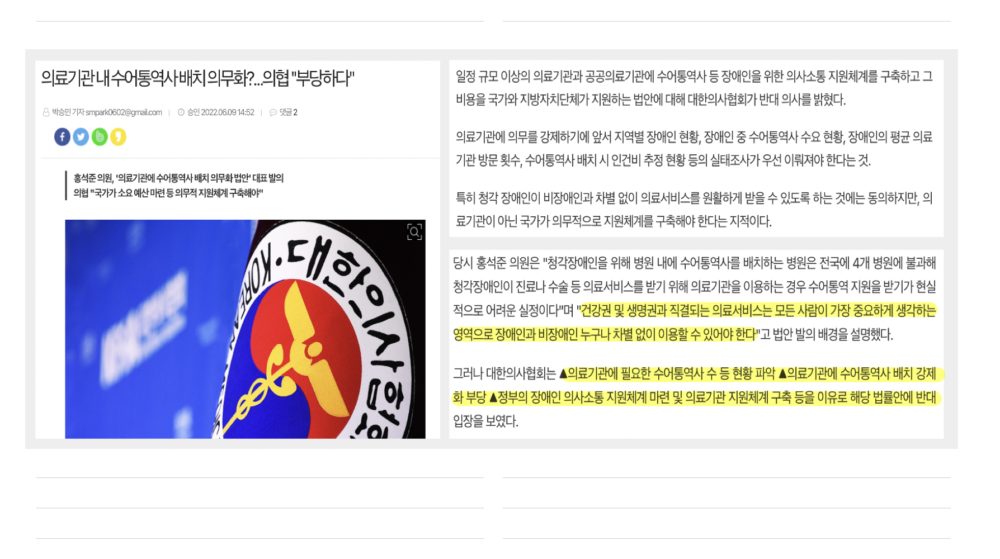 의료기관 내 수어통역사 배치 의무화?...의협 "부당하다"
박승민 기자 smpark0602@gmail.com | 승인 2022.06.09 14:52 | 댓글 2
홍석준 의원, '의료기관에 수어통역사 배치 의무화 법안' 대표 발의
의협 "국가가 소요 예산 마련 등 의무적 지원체계 구축해야"
대한의사협회
KOREAN
일정 규모 이상의 의료기관과 공공의료기관에 수어통역사 등 장애인을 위한 의사소통 지원체계를 구축하고 그
비용을 국가와 지방자치단체가 지원하는 법안에 대해 대한의사협회가 반대 의사를 밝혔다.
의료기관에 의무를 강제하기에 앞서 지역별 장애인 현황, 장애인 중 수어통역사 수요 현황, 장애인의 평균 의료
기관 방문 횟수, 수어통역사 배치 시 인건비 추정 현황 등의 실태조사가 우선 이뤄져야 한다는 것.
특히 청각 장애인이 비장애인과 차별 없이 의료서비스를 원활하게 받을 수 있도록 하는 것에는 동의하지만, 의
료기관이 아닌 국가가 의무적으로 지원체계를 구축해야 한다는 지적이다.
당시 홍석준 의원은 "청각장애인을 위해 병원 내에 수어통역사를 배치하는 병원은 전국에 4개 병원에 불과해
청각장애인이 진료나 수술 등 의료서비스를 받기 위해 의료기관을 이용하는 경우 수어통역 지원을 받기가 현실
적으로 어려운 실정이다"며 "건강권 및 생명권과 직결되는 의료서비스는 모든 사람이 가장 중요하게 생각하는
영역으로 장애인과 비장애인 누구나 차별 없이 이용할 수 있어야 한다"고 법안 발의 배경을 설명했다.
그러나 대한의사협회는 ▲의료기관에 필요한 수어통역사 수 등 현황 파악 ▲의료기관에 수어통역사 배치 강제
화 부당 ▲정부의 장애인 의사소통 지원체계 마련 및 의료기관 지원체계 구축 등을 이유로 해당 법률안에 반대
입장을 보였다.